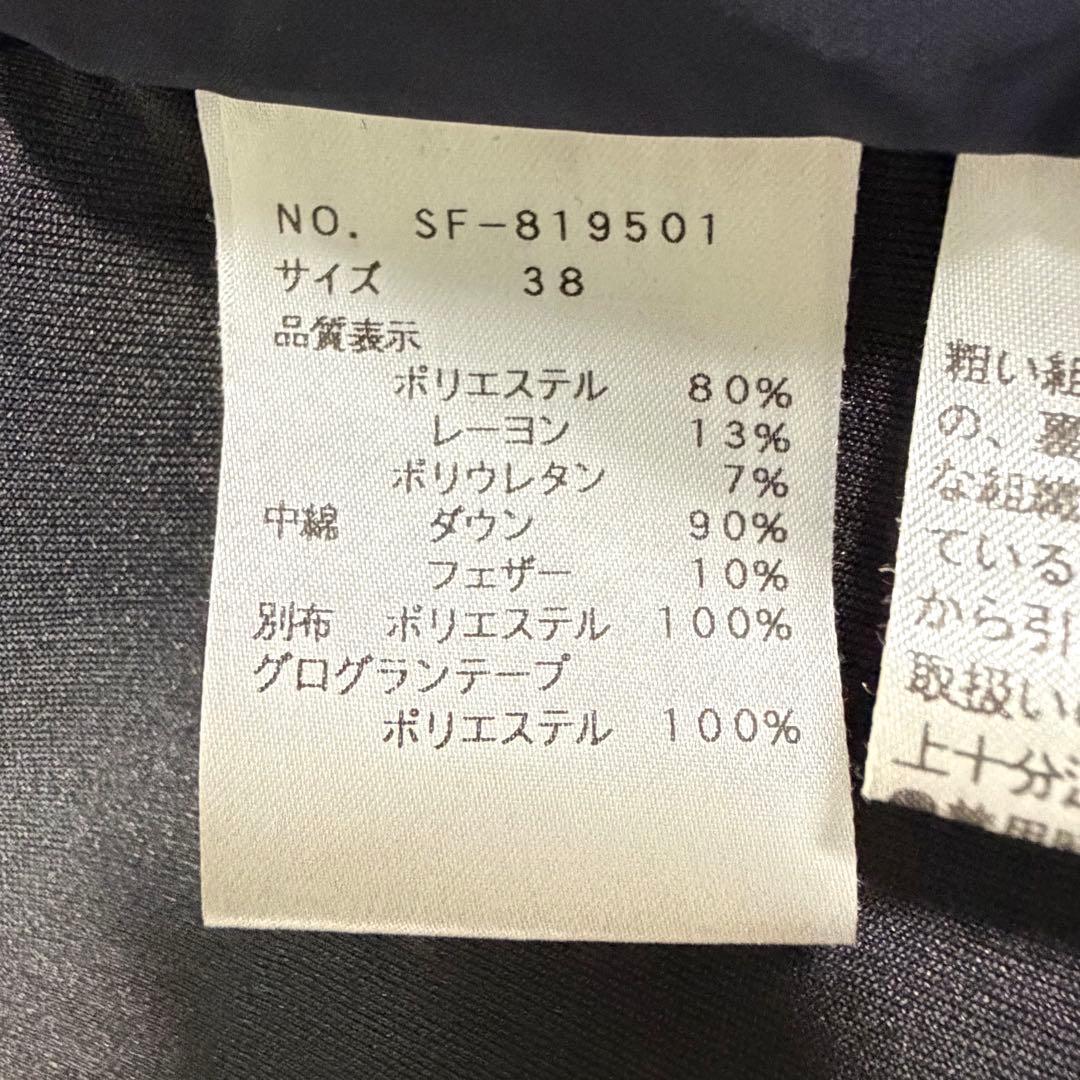 NO. SF-819501
サイズ 38
品質表示
ポリエステル 80%
レーヨン 13%
ポリウレタン 7%
中綿 ダウン 90%
フェザー 10%
別布 ポリエステル 100%
グログランテープ
ポリエステル 100%
粗い組
の、裏
な組織
ている
から引
取扱い
上十分